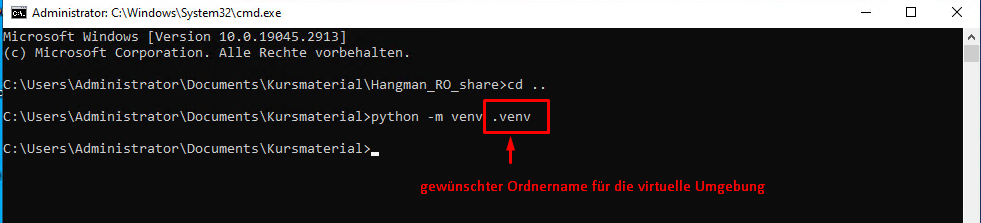 Administrator: C:\Windows\System32\cmd.exe
Microsoft Windows [Version 10.0.19045.2913]
(c) Microsoft Corporation. Alle Rechte vorbehalten.
C:\Users\Administrator\Documents\Kursmaterial\Hangman_RO_share>cd ..
C:\Users\Administrator\Documents\Kursmaterial>python -m venv .venv
C:\Users\Administrator\Documents\Kursmaterial>
gewünschter Ordnername für die virtuelle Umgebung